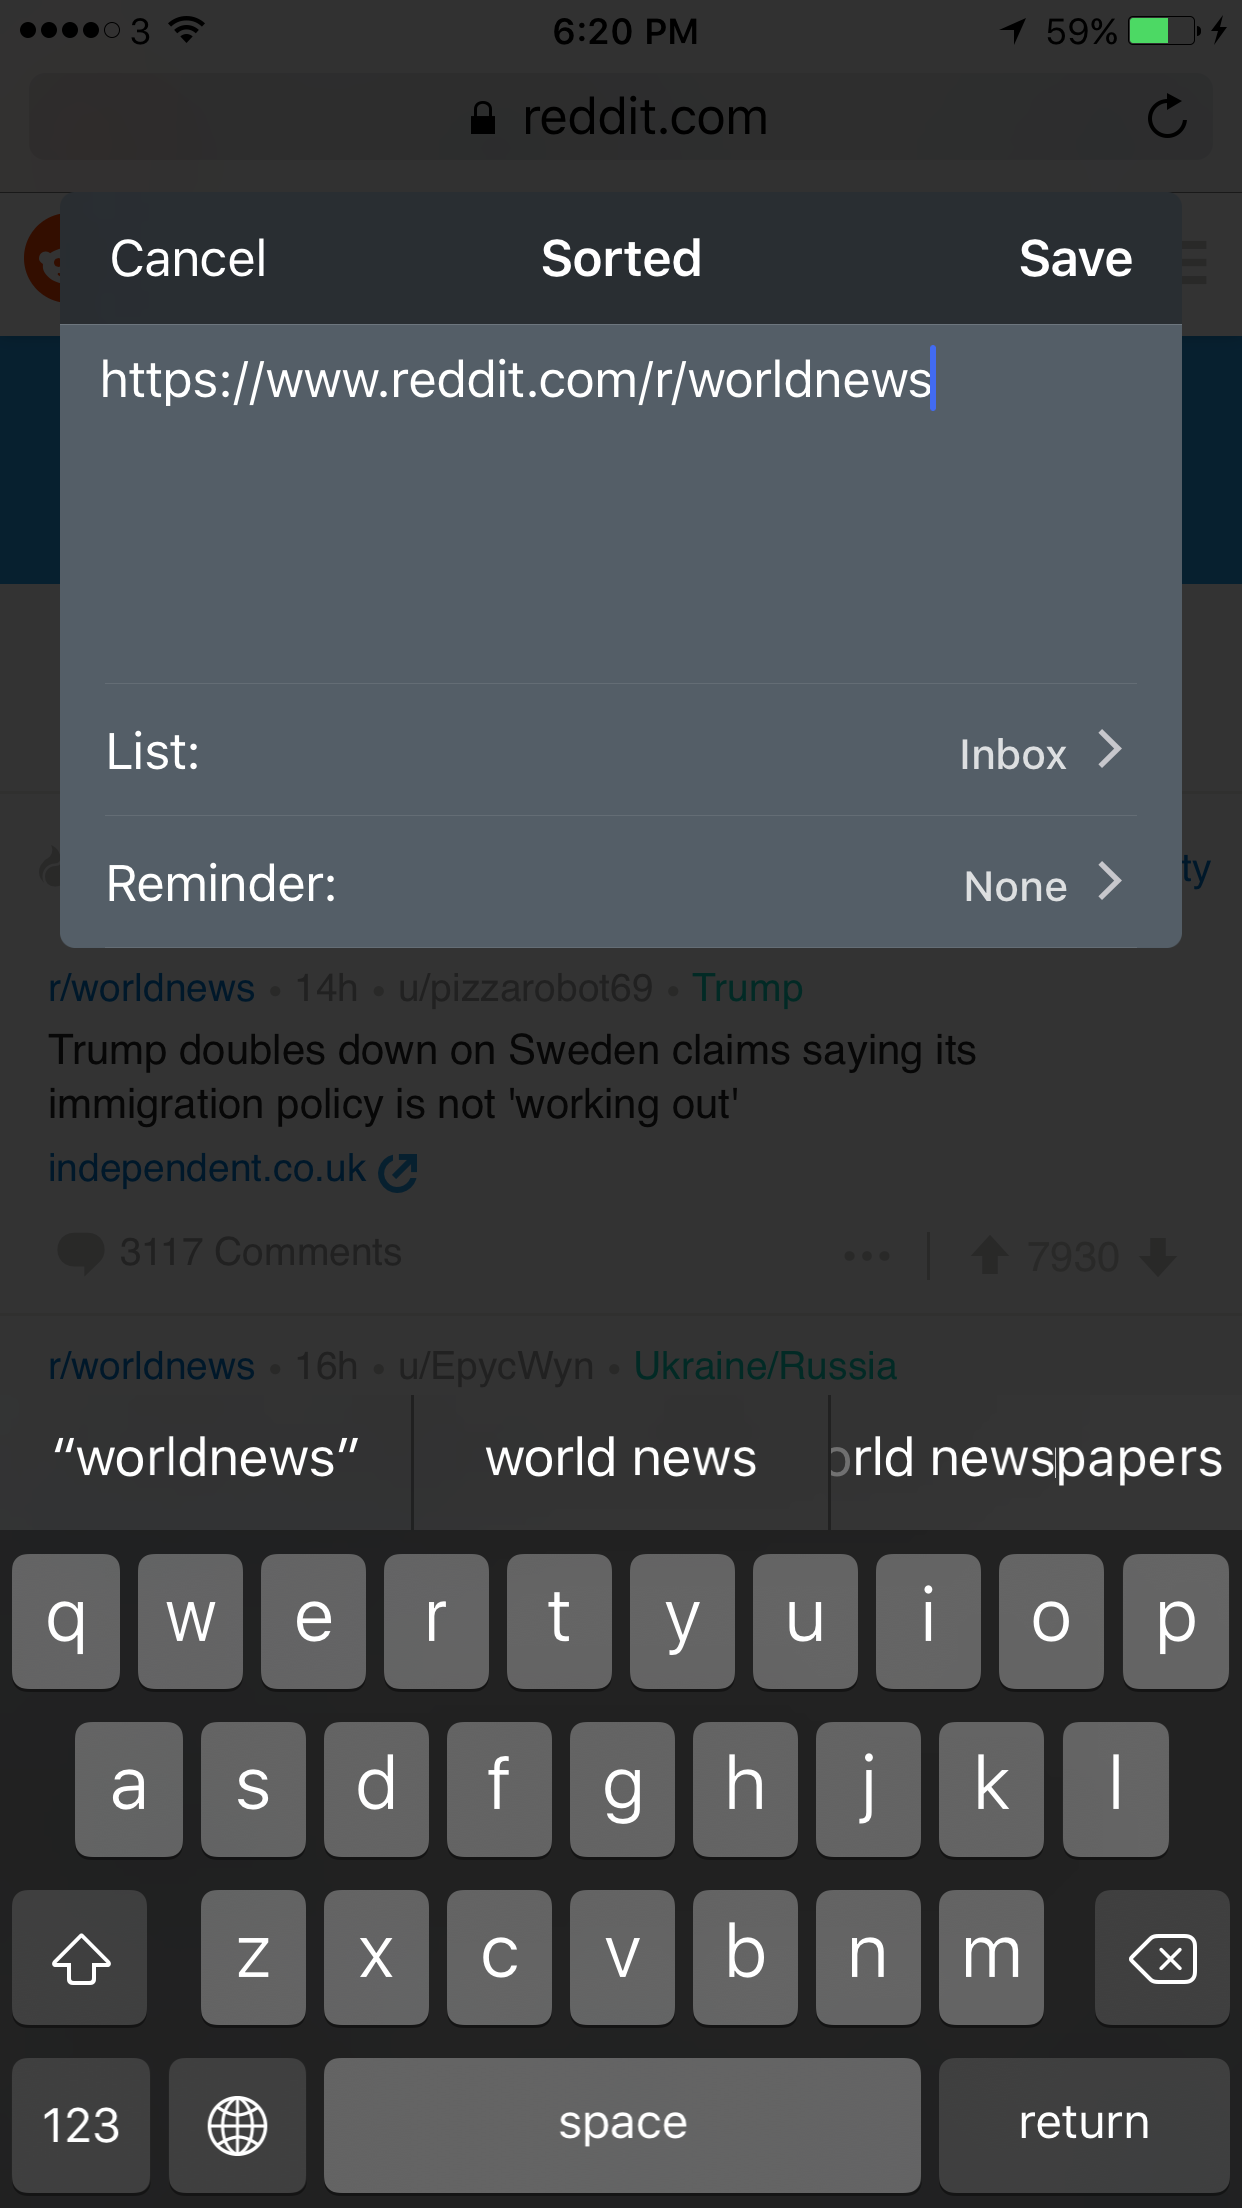 3 6:20 PM 59%
reddit.com
Cancel Sorted Save
https://www.reddit.com/r/worldnews
List: Inbox
Reminder: None
ty
r/worldnews • 14h • u/pizzarobot69 • Trump
Trump doubles down on Sweden claims saying its
immigration policy is not 'working out'
independent.co.uk
3117 Comments ••• | 7930
r/worldnews • 16h • u/EpycWyn • Ukraine/Russia
“worldnews” world news orld newspapers
q w e r t y u i o p
a s d f g h j k l
z x c v b n m
123 space return